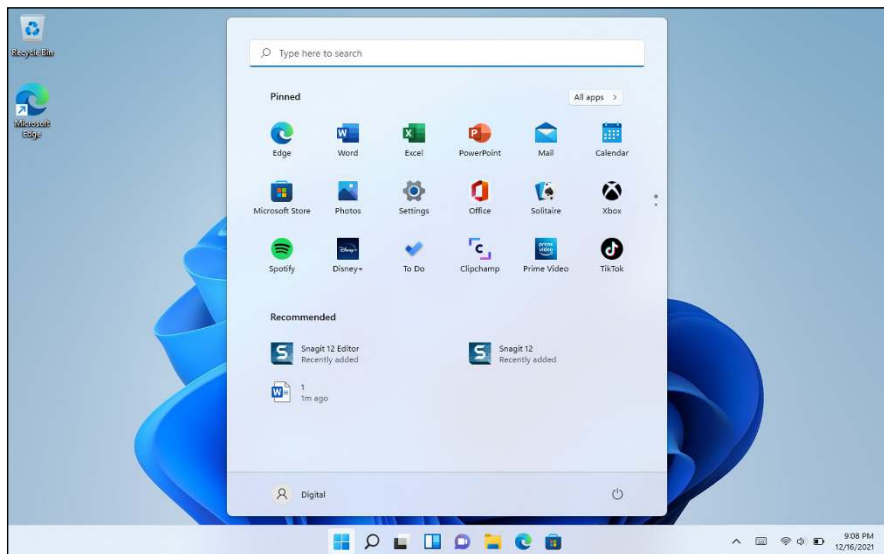 Recycle Bin
Microsoft
Edge
Type here to search
Pinned
All apps >
Edge
Word
Excel
PowerPoint
Mail
Calendar
Microsoft Store
Photos
Settings
Office
Solitaire
Xbox
Spotify
Disney+
To Do
Clipchamp
Prime Video
TikTok
Recommended
Snagit 12 Editor
Recently added
Snagit 12
Recently added
1
1m ago
Digital
9:08 PM
12/16/2021